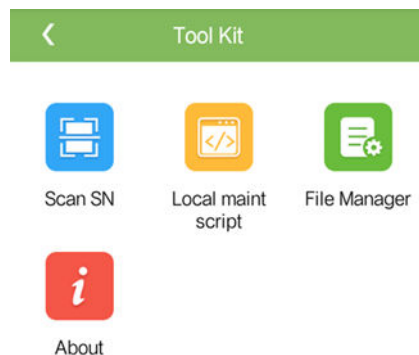 Tool Kit
Scan SN
Local maint
script
File Manager
About